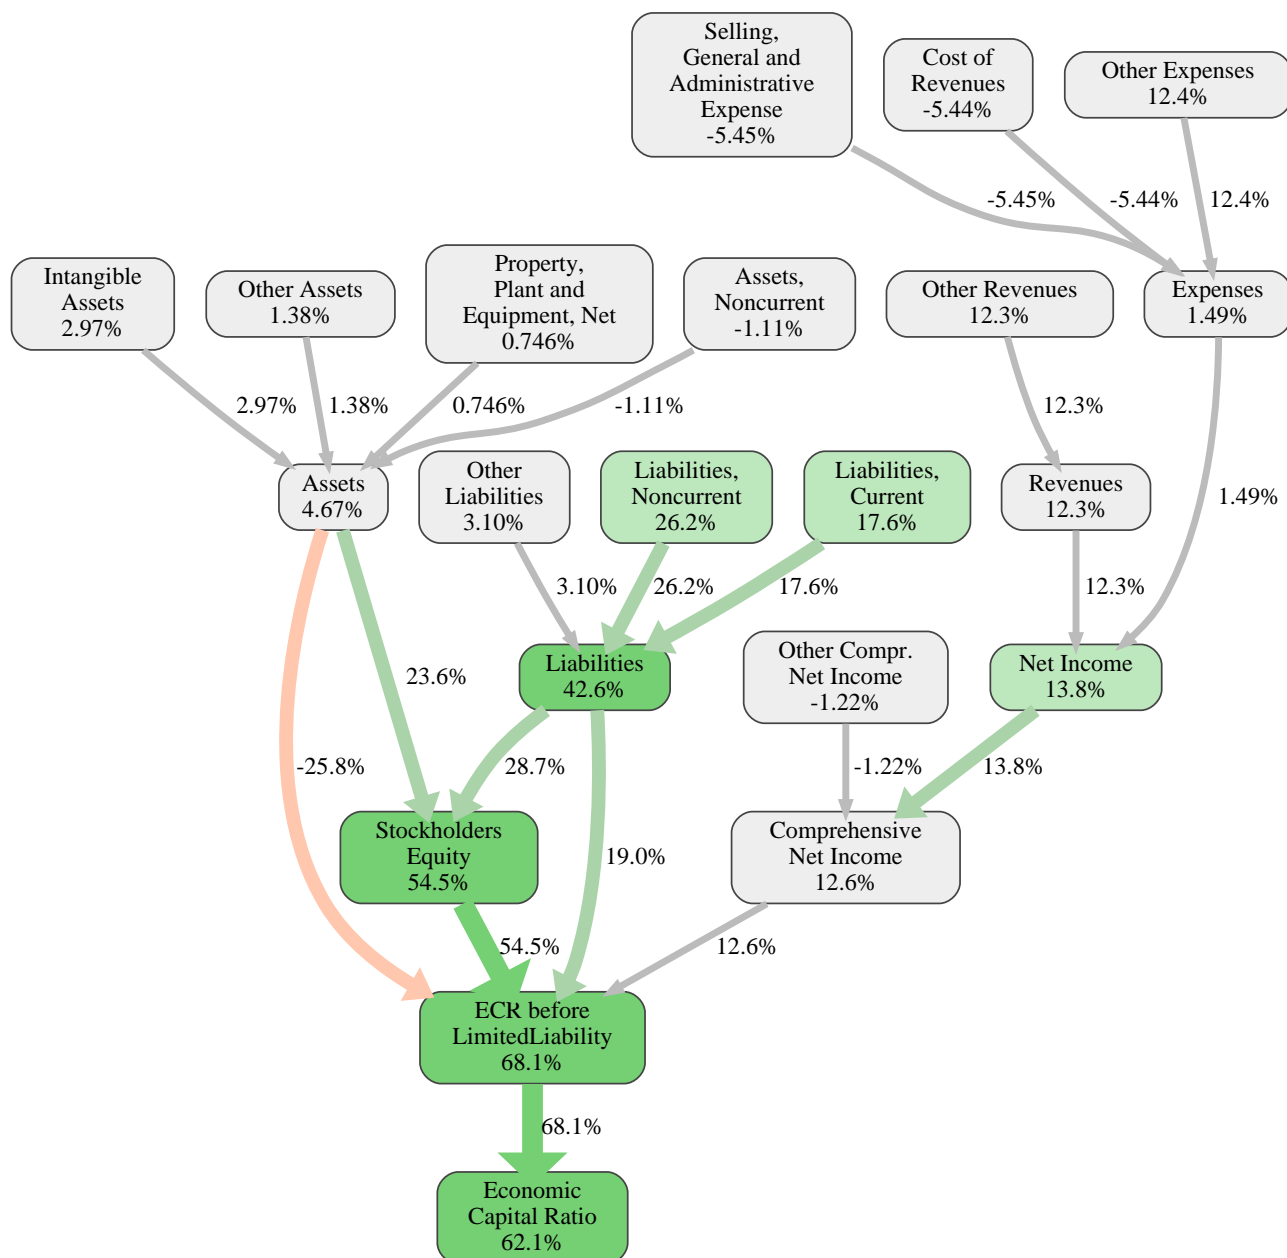 Selling,
General and
Administrative
Expense
-5.45%
Cost of
Revenues
-5.44%
Other Expenses
12.4%
-5.45%
-5.44%
12.4%
Intangible
Assets
2.97%
Other Assets
1.38%
Property,
Plant and
Equipment, Net
0.746%
Assets,
Noncurrent
-1.11%
Other Revenues
12.3%
Expenses
1.49%
2.97%
1.38%
0.746%
-1.11%
12.3%
Assets
4.67%
Other
Liabilities
3.10%
Liabilities,
Noncurrent
26.2%
Liabilities,
Current
17.6%
Revenues
12.3%
1.49%
3.10%
26.2%
17.6%
12.3%
Liabilities
42.6%
Other Compr.
Net Income
-1.22%
Net Income
13.8%
23.6%
-25.8%
28.7%
-1.22%
13.8%
Stockholders
Equity
54.5%
19.0%
Comprehensive
Net Income
12.6%
54.5%
12.6%
ECR before
LimitedLiability
68.1%
68.1%
Economic
Capital Ratio
62.1%